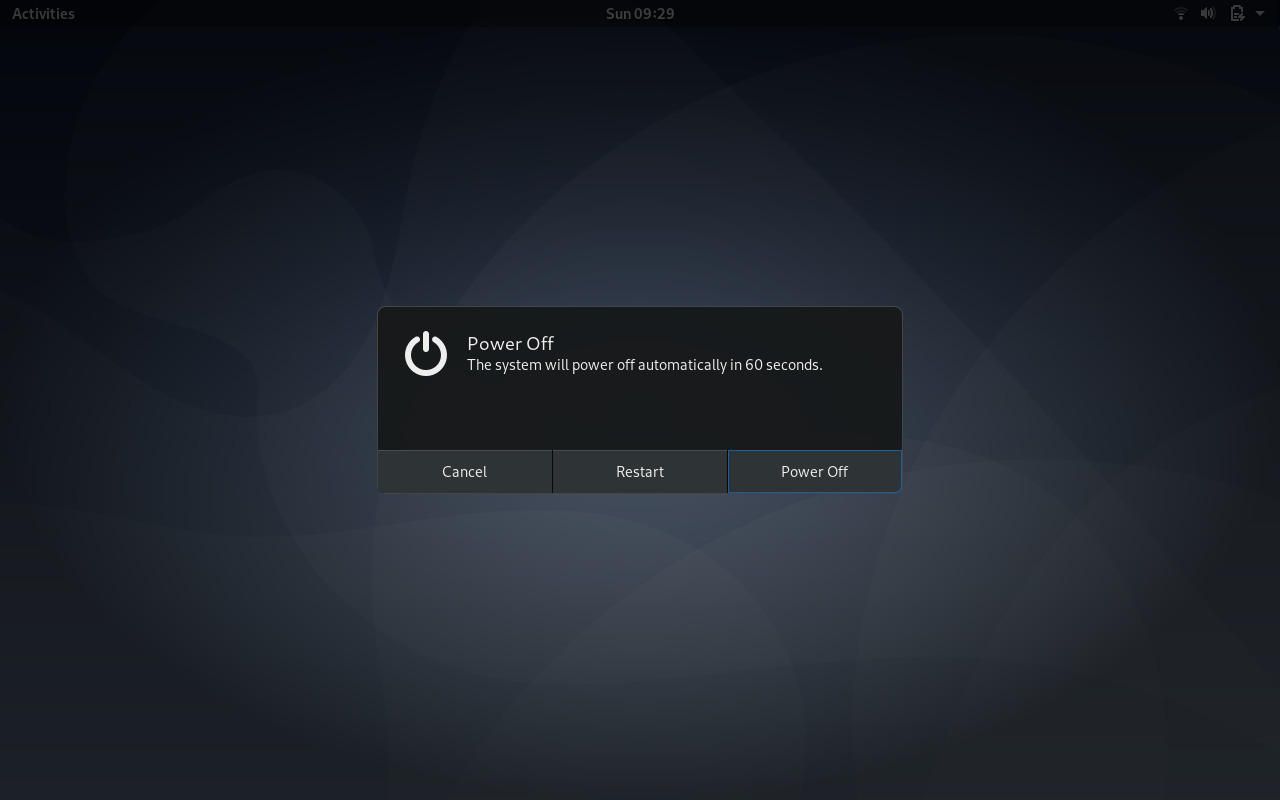 Activities
Sun 09:29
Power Off
The system will power off automatically in 60 seconds.
Cancel
Restart
Power Off